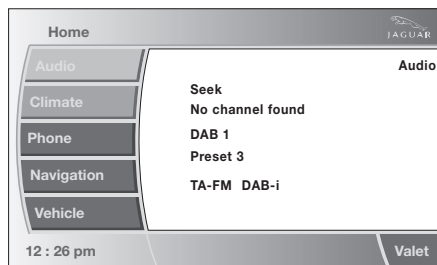 Home
JAGUAR
Audio
Audio
Climate
Seek
No channel found
Phone
DAB 1
Preset 3
Navigation
TA-FM DAB-i
Vehicle
12 : 26 pm
Valet